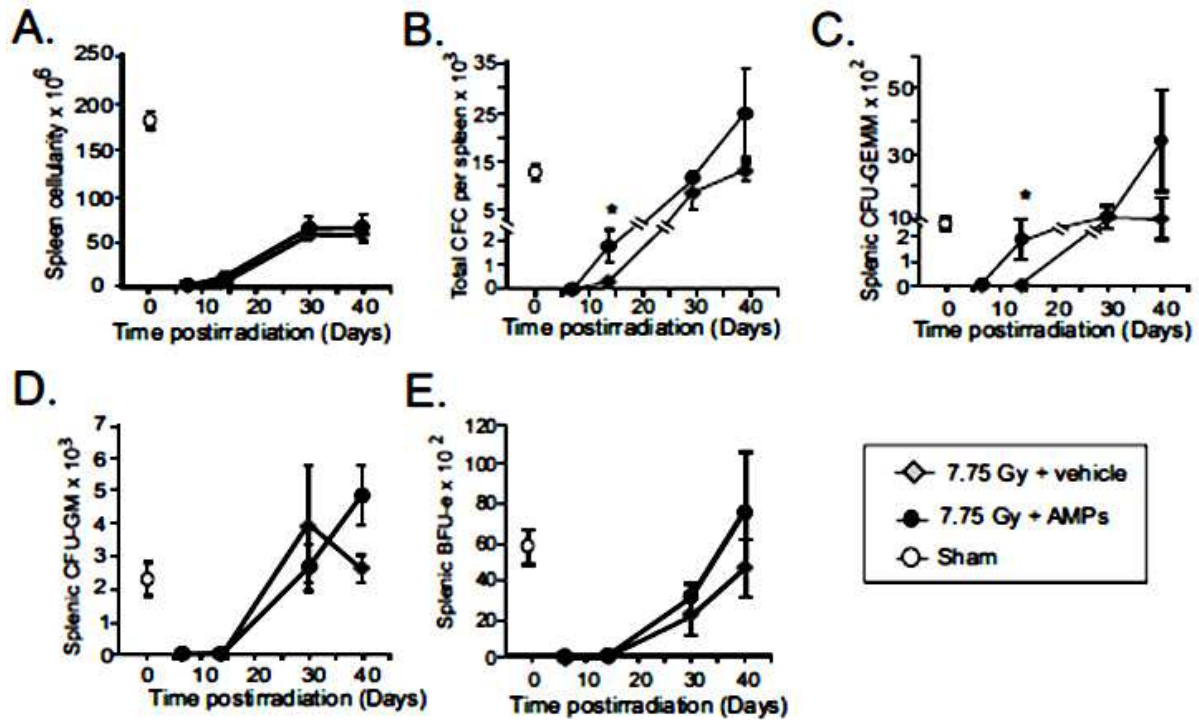 A.
Spleen cellularity x 10^6
250
200
150
100
50
0
0 10 20 30 40
Time postirradiation (Days)
B.
Total CFC per spleen x 10^3
35
25
15
5
2
1
0
*
0 10 20 30 40
Time postirradiation (Days)
C.
Splenic CFU-GEMM x 10^2
50
30
10
2
1
0
*
0 10 20 30 40
Time postirradiation (Days)
D.
Splenic CFU-GM x 10^3
7
6
5
4
3
2
1
0
0 10 20 30 40
Time postirradiation (Days)
E.
Splenic BFU-e x 10^2
120
100
80
60
40
20
0
0 10 20 30 40
Time postirradiation (Days)
7.75 Gy + vehicle
7.75 Gy + AMPs
Sham